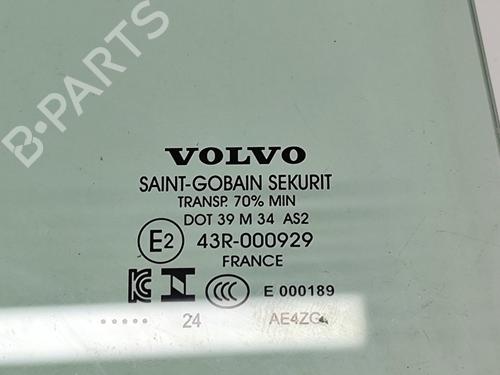 B-PARTS
VOLVO
SAINT-GOBAIN SEKURIT
TRANSP. 70% MIN
DOT 39 M 34 AS2
E2 43R-000929
FRANCE
CCC E 000189
..... 24 AE4ZC